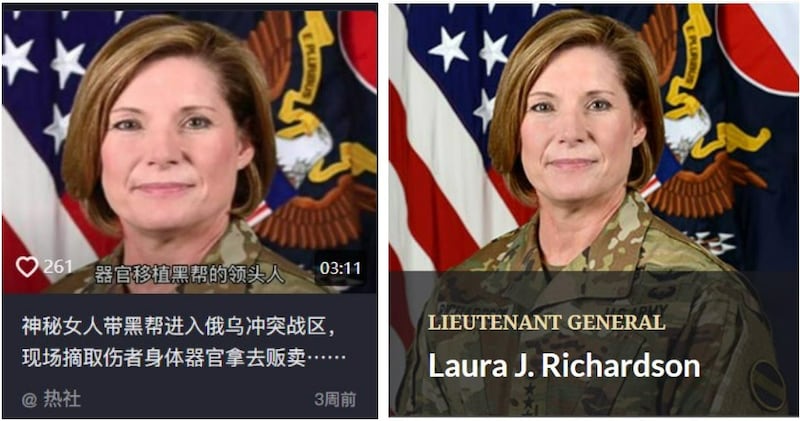 E PLURIBUS
261
器官移植黑帮的领头人
03:11
神秘女人带黑帮进入俄乌冲突战区，
现场摘取伤者身体器官拿去贩卖······
@ 热社
3周前
E PLURIBUS
LIEUTENANT GENERAL
Laura J. Richardson